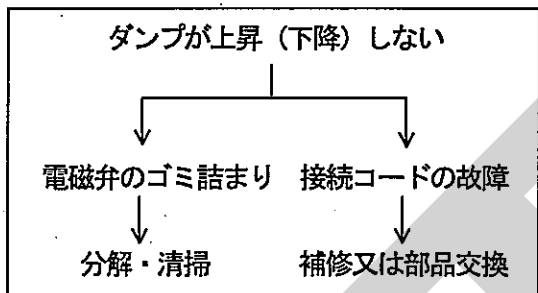 ダンプが上昇（下降）しない
電磁弁のゴミ詰まり 接続コードの故障
分解・清掃 補修又は部品交換